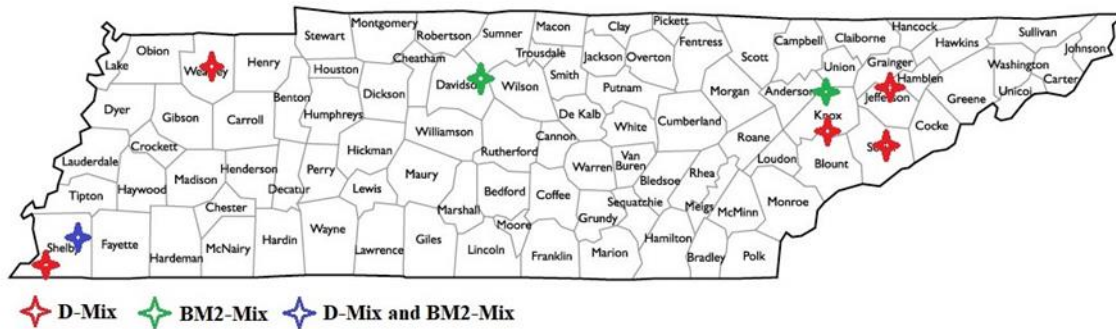 Montgomery
Stewart
Robertson
Sumner
Macon
Clay
Pickett
Hancock
Sullivan
Lake
Obion
Weakley
Henry
Houston
Cheatham
Trousdale
Jackson
Overton
Fentress
Scott
Campbell
Claiborne
Hawkins
Johnson
Union
Grainger
Washington
Carter
Dyer
Gibson
Carroll
Benton
Humphreys
Dickson
Davidson
Wilson
Smith
Putnam
Morgan
Anderson
Hamblen
Jefferson
Greene
Unicoi
Crockett
Williamson
De Kalb
White
Cumberland
Roane
Knox
Cocke
Lauderdale
Tipton
Haywood
Madison
Henderson
Decatur
Perry
Hickman
Maury
Rutherford
Cannon
Warren
Van
Buren
Bledsoe
Rhea
Loudon
Blount
Lewis
Bedford
Coffee
Sequatchie
Meigs
McMinn
Monroe
Shelby
Fayette
Hardeman
Chester
McNairy
Hardin
Wayne
Lawrence
Giles
Marshall
Moore
Lincoln
Franklin
Grundy
Marion
Hamilton
Bradley
Polk
D-Mix BM2-Mix D-Mix and BM2-Mix